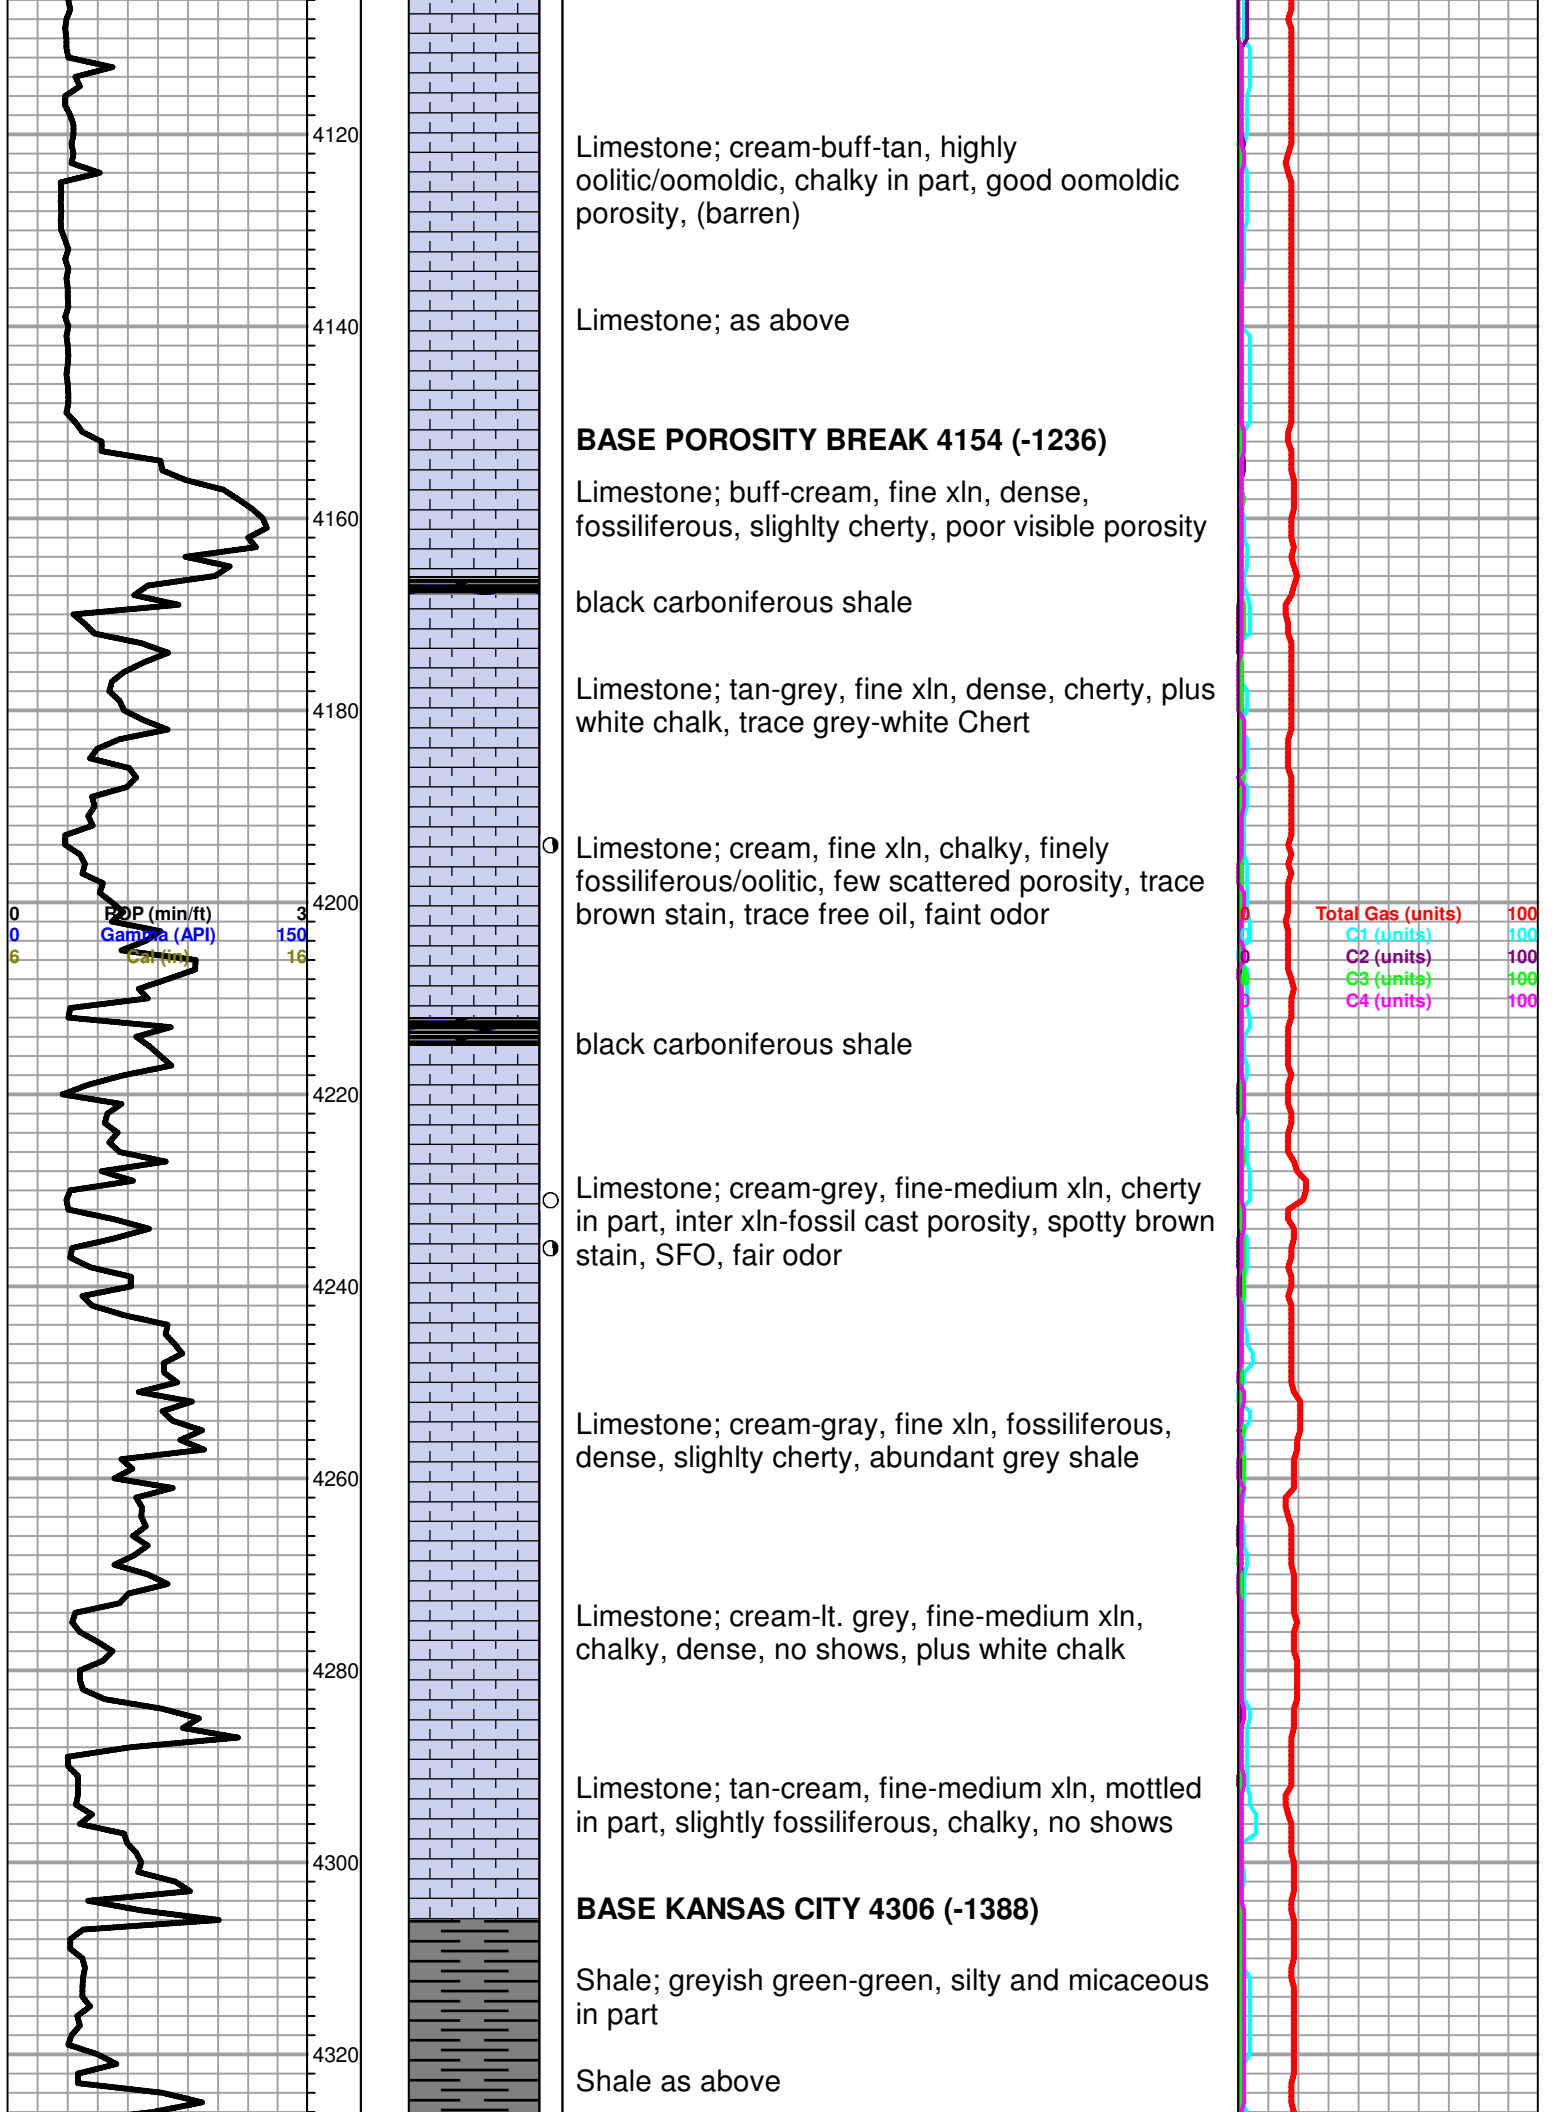 4120
Limestone; cream-buff-tan, highly
oolitic/oomoldic, chalky in part, good oomoldic
porosity, (barren)
4140
Limestone; as above
BASE POROSITY BREAK 4154 (-1236)
Limestone; buff-cream, fine xln, dense,
4160
fossiliferous, slighlty cherty, poor visible porosity
black carboniferous shale
Limestone; tan-grey, fine xln, dense, cherty, plus
4180
white chalk, trace grey-white Chert
Limestone; cream, fine xln, chalky, finely
fossiliferous/oolitic, few scattered porosity, trace
4200
brown stain, trace free oil, faint odor
0 ROP (min/ft) 3
0 Gamma (API) 150
6 Cal (in) 16
0 Total Gas (units) 100
0 C1 (units) 100
0 C2 (units) 100
0 C3 (units) 100
0 C4 (units) 100
black carboniferous shale
4220
Limestone; cream-grey, fine-medium xln, cherty
in part, inter xln-fossil cast porosity, spotty brown
stain, SFO, fair odor
4240
Limestone; cream-gray, fine xln, fossiliferous,
dense, slighlty cherty, abundant grey shale
4260
Limestone; cream-lt. grey, fine-medium xln,
chalky, dense, no shows, plus white chalk
4280
Limestone; tan-cream, fine-medium xln, mottled
in part, slightly fossiliferous, chalky, no shows
4300
BASE KANSAS CITY 4306 (-1388)
Shale; greyish green-green, silty and micaceous
in part
4320
Shale as above